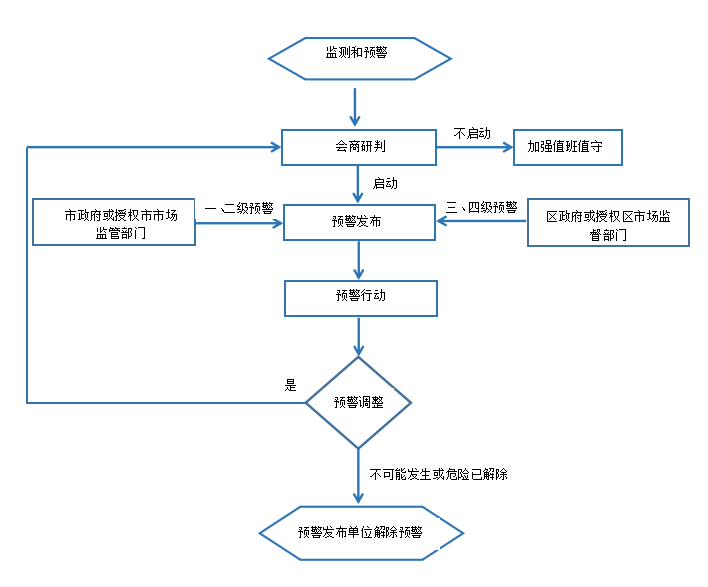 监测和预警
会商研判
不启动
加强值班值守
启动
市政府或授权市市场
监管部门
一、二级预警
预警发布
三、四级预警
区政府或授权区市场监
督部门
预警行动
是
预警调整
不可能发生或危险已解除
预警发布单位解除预警